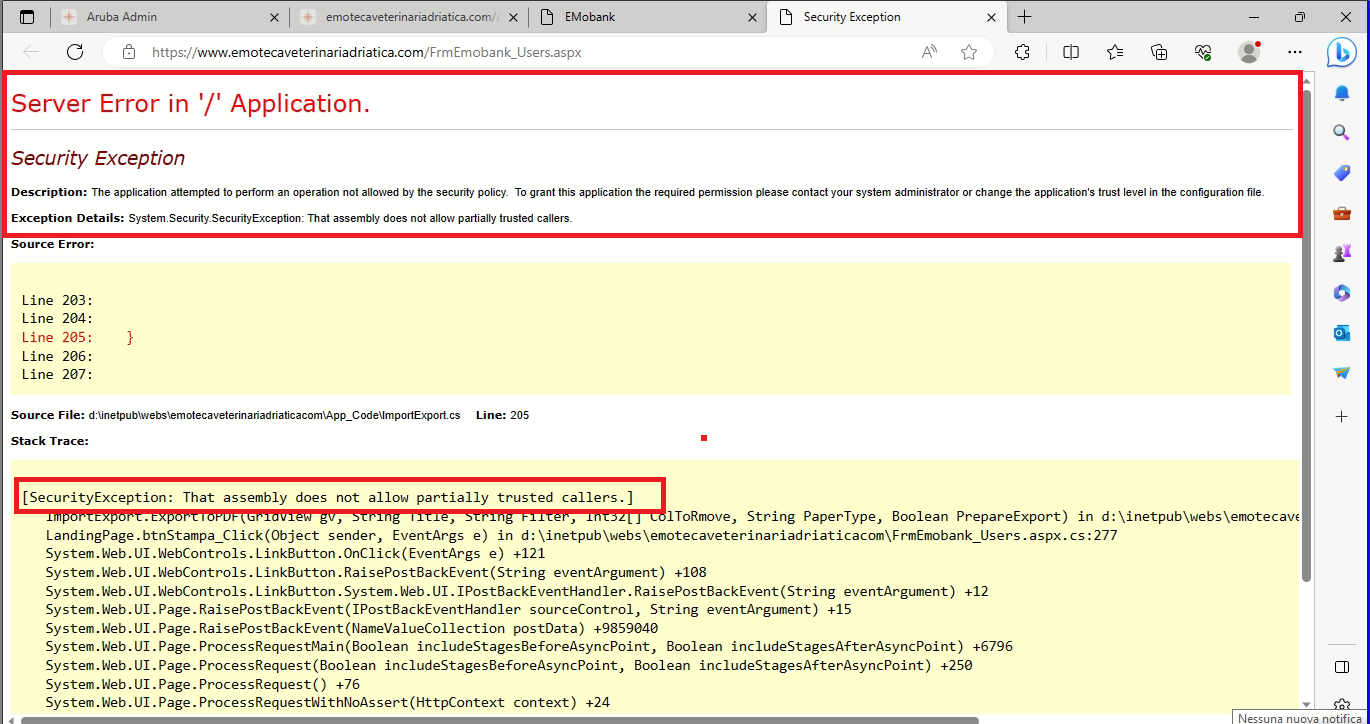 Aruba Admin
emotecaveterinariadriatica.com/
EMobank
Security Exception
https://www.emotecaveterinariadriatica.com/FrmEmobank_Users.aspx
Server Error in '/' Application.
Security Exception
Description: The application attempted to perform an operation not allowed by the security policy.  To grant this application the required permission please contact your system administrator or change the application's trust level in the configuration file.
Exception Details: System.Security.SecurityException: That assembly does not allow partially trusted callers.
Source Error:
Line 203:
Line 204:
Line 205:    }
Line 206:
Line 207:
Source File: d:\inetpub\webs\emotecaveterinariadriaticacom\App_Code\ImportExport.cs    Line: 205
Stack Trace:
[SecurityException: That assembly does not allow partially trusted callers.]
ImportExport.ExportToPDF(GridView gv, String Title, String Filter, Int32[] ColToRmove, String PaperType, Boolean PrepareExport) in d:\inetpub\webs\emotecave
LandingPage.btnStampa_Click(Object sender, EventArgs e) in d:\inetpub\webs\emotecaveterinariadriaticacom\FrmEmobank_Users.aspx.cs:277
System.Web.UI.WebControls.LinkButton.OnClick(EventArgs e) +121
System.Web.UI.WebControls.LinkButton.RaisePostBackEvent(String eventArgument) +108
System.Web.UI.WebControls.LinkButton.System.Web.UI.IPostBackEventHandler.RaisePostBackEvent(String eventArgument) +12
System.Web.UI.Page.RaisePostBackEvent(IPostBackEventHandler sourceControl, String eventArgument) +15
System.Web.UI.Page.RaisePostBackEvent(NameValueCollection postData) +9859040
System.Web.UI.Page.ProcessRequestMain(Boolean includeStagesBeforeAsyncPoint, Boolean includeStagesAfterAsyncPoint) +6796
System.Web.UI.Page.ProcessRequest(Boolean includeStagesBeforeAsyncPoint, Boolean includeStagesAfterAsyncPoint) +250
System.Web.UI.Page.ProcessRequest() +76
System.Web.UI.Page.ProcessRequestWithNoAssert(HttpContext context) +24
Nessuna nuova notifica